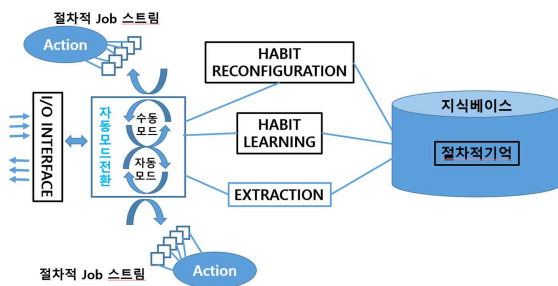 절차적 Job 스트림
Action
I/O INTERFACE
자동모드전환
수동
모드
자동
모드
HABIT
RECONFIGURATION
HABIT
LEARNING
EXTRACTION
지식베이스
절차적기억
절차적 Job 스트림
Action